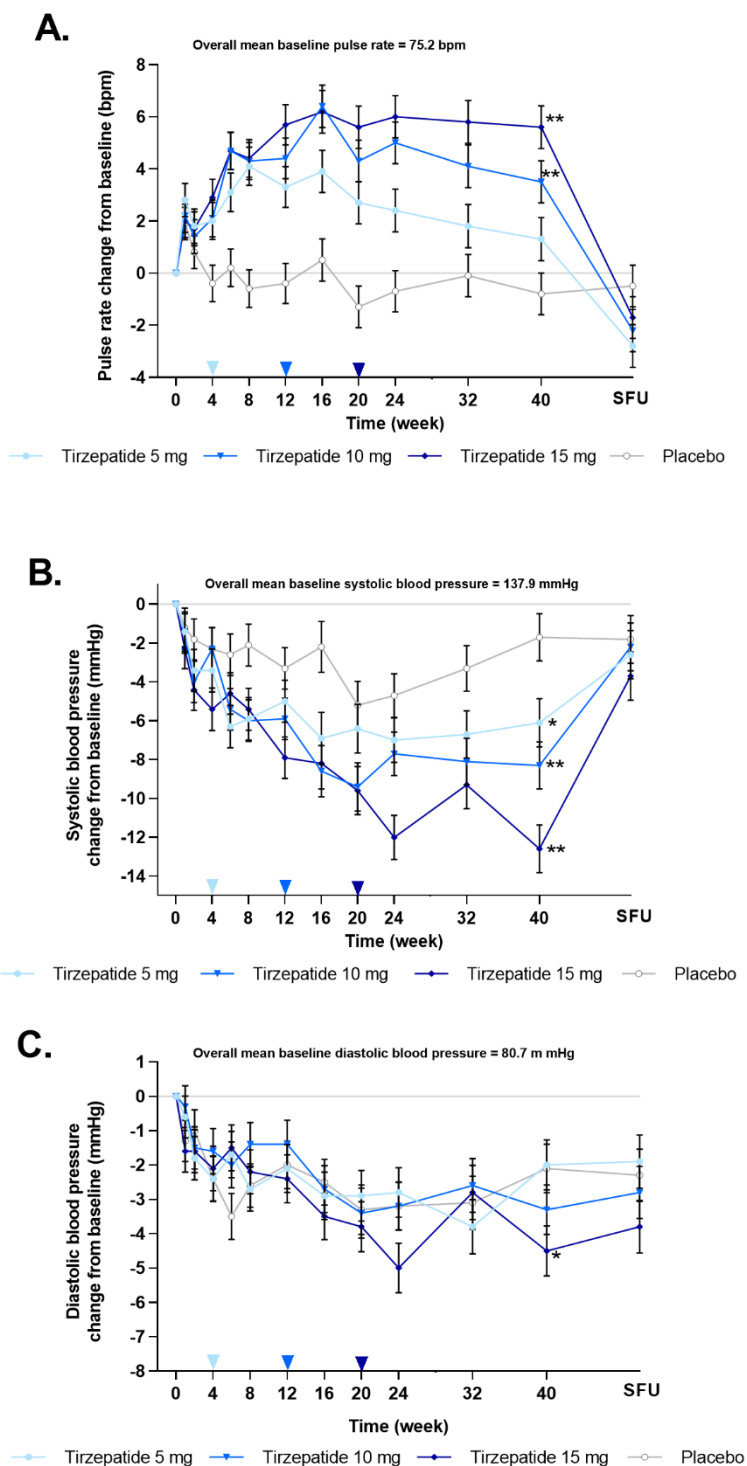 A.
Overall mean baseline pulse rate = 75.2 bpm
Pulse rate change from baseline (bpm)
8
6
4
2
0
-2
-4
**
**
0 4 8 12 16 20 24 32 40 SFU
Time (week)
Tirzepatide 5 mg Tirzepatide 10 mg Tirzepatide 15 mg Placebo
B.
Overall mean baseline systolic blood pressure = 137.9 mmHg
Systolic blood pressure
change from baseline (mmHg)
0
-2
-4
-6
-8
-10
-12
-14
*
**
**
0 4 8 12 16 20 24 32 40 SFU
Time (week)
Tirzepatide 5 mg Tirzepatide 10 mg Tirzepatide 15 mg Placebo
C.
Overall mean baseline diastolic blood pressure = 80.7 m mHg
Diastolic blood pressure
change from baseline (mmHg)
1
0
-1
-2
-3
-4
-5
-6
-7
-8
*
0 4 8 12 16 20 24 32 40 SFU
Time (week)
Tirzepatide 5 mg Tirzepatide 10 mg Tirzepatide 15 mg Placebo